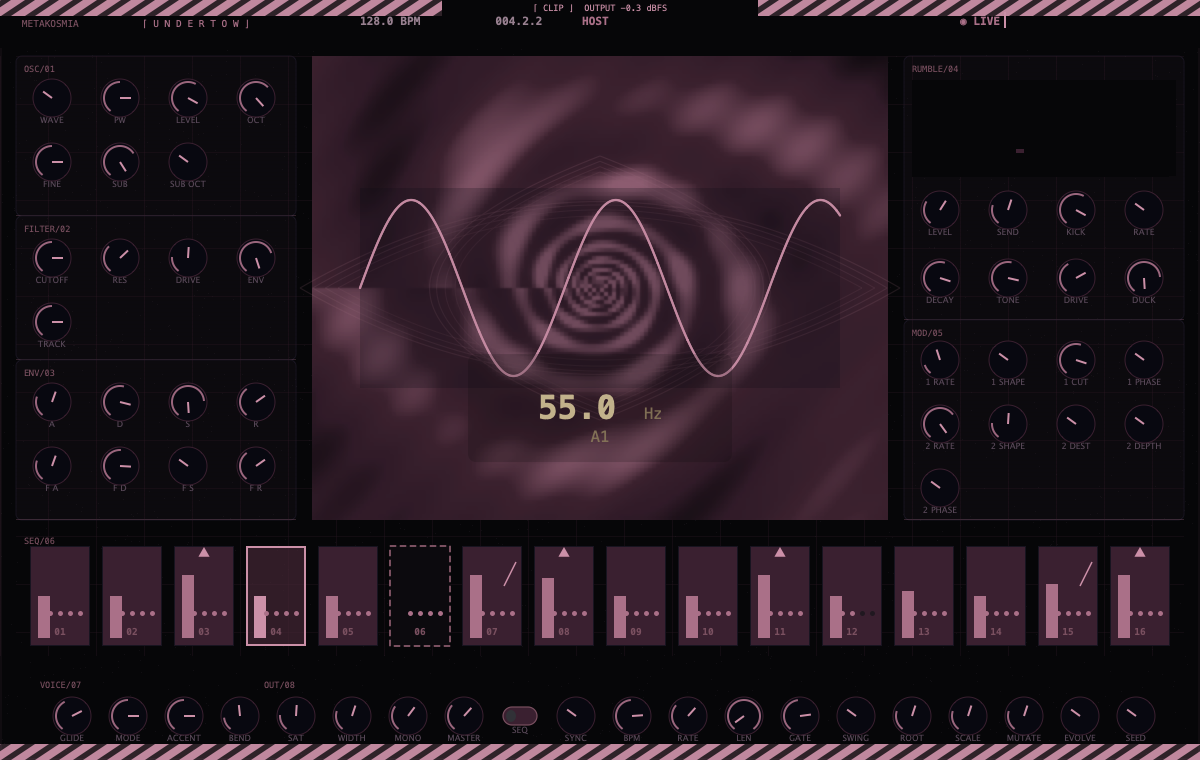 [ CLIP ] OUTPUT −0.3 dBFS
METAKOSMIA [ U N D E R T O W ] 128.0 BPM 004.2.2 HOST ◉ LIVE
OSC/01
WAVE PW LEVEL OCT
FINE SUB SUB OCT
FILTER/02
CUTOFF RES DRIVE ENV
TRACK
ENV/03
A D S R
F A F D F S F R
55.0 Hz
A1
RUMBLE/04
LEVEL SEND KICK RATE
DECAY TONE DRIVE DUCK
MOD/05
1 RATE 1 SHAPE 1 CUT 1 PHASE
2 RATE 2 SHAPE 2 DEST 2 DEPTH
2 PHASE
SEQ/06
01 02 03 04 05 06 07 08 09 10 11 12 13 14 15 16
VOICE/07 OUT/08
GLIDE MODE ACCENT BEND SAT WIDTH MONO MASTER SEQ SYNC BPM RATE LEN GATE SWING ROOT SCALE MUTATE EVOLVE SEED